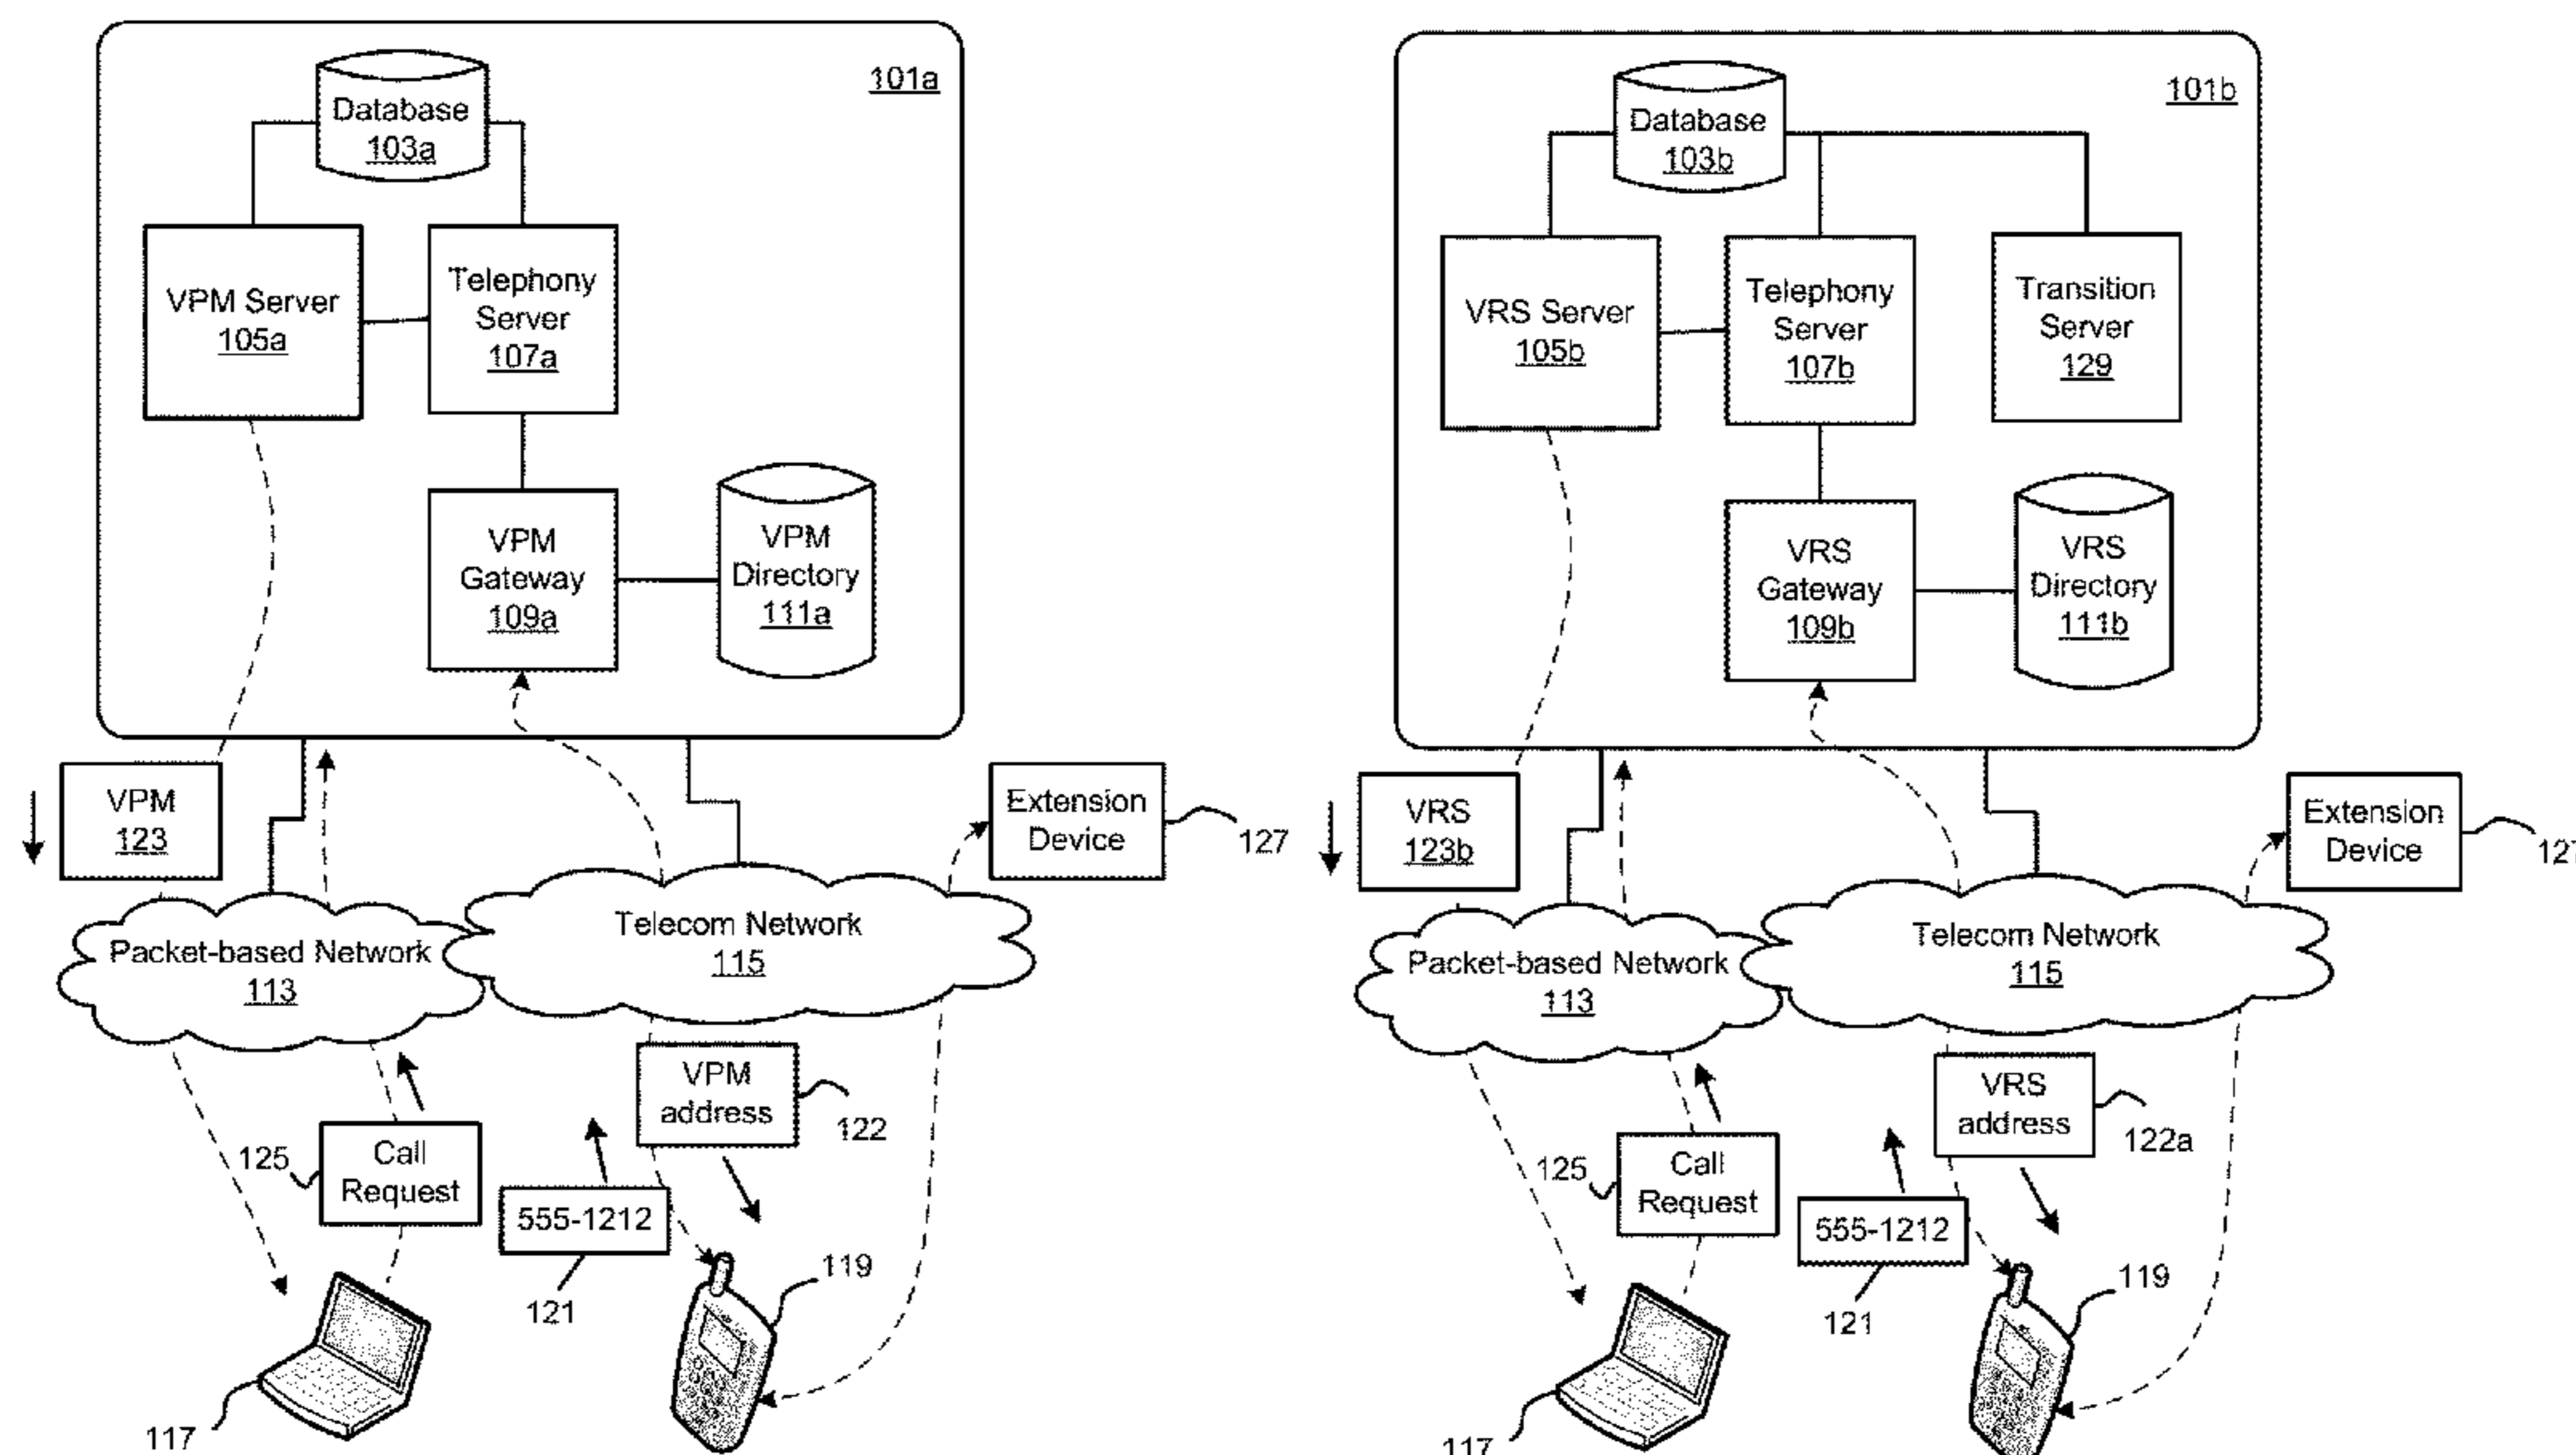 101a
Database
103a
VPM Server
105a
Telephony
Server
107a
VPM
Gateway
109a
VPM
Directory
111a
VPM
123
Extension
Device
127
Packet-based Network
113
Telecom Network
115
VPM
address
122
125
Call
Request
555-1212
121
119
117
101b
Database
103b
VRS Server
105b
Telephony
Server
107b
Transition
Server
129
VRS
Gateway
109b
VRS
Directory
111b
VRS
123b
Extension
Device
127
Packet-based Network
113
Telecom Network
115
VRS
address
122a
125
Call
Request
555-1212
121
119
117